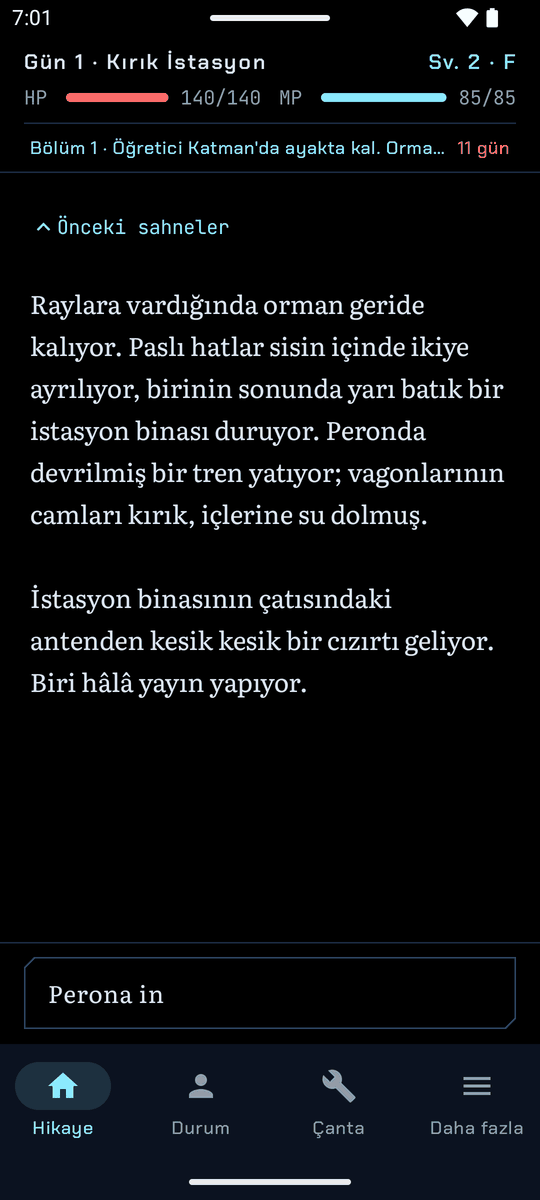 7:01
Gün 1 · Kırık İstasyon
Sv. 2 · F
HP 140/140 MP 85/85
Bölüm 1 · Öğretici Katman'da ayakta kal. Orma… 11 gün
Önceki sahneler
Raylara vardığında orman geride
kalıyor. Paslı hatlar sisin içinde ikiye
ayrılıyor, birinin sonunda yarı batık bir
istasyon binası duruyor. Peronda
devrilmiş bir tren yatıyor; vagonlarının
camları kırık, içlerine su dolmuş.
İstasyon binasının çatısındaki
antenden kesik kesik bir cızırtı geliyor.
Biri hâlâ yayın yapıyor.
Perona in
Hikaye
Durum
Çanta
Daha fazla